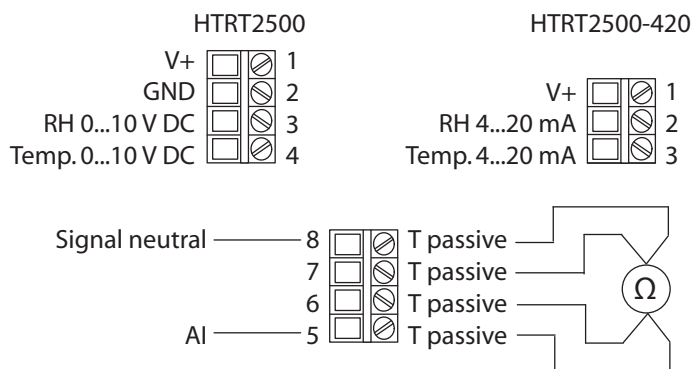 HTRT2500
V+ 1
GND 2
RH 0...10 V DC 3
Temp. 0...10 V DC 4
HTRT2500-420
V+ 1
RH 4...20 mA 2
Temp. 4...20 mA 3
Signal neutral 8 T passive
7 T passive
6 T passive
AI 5 T passive
Ω